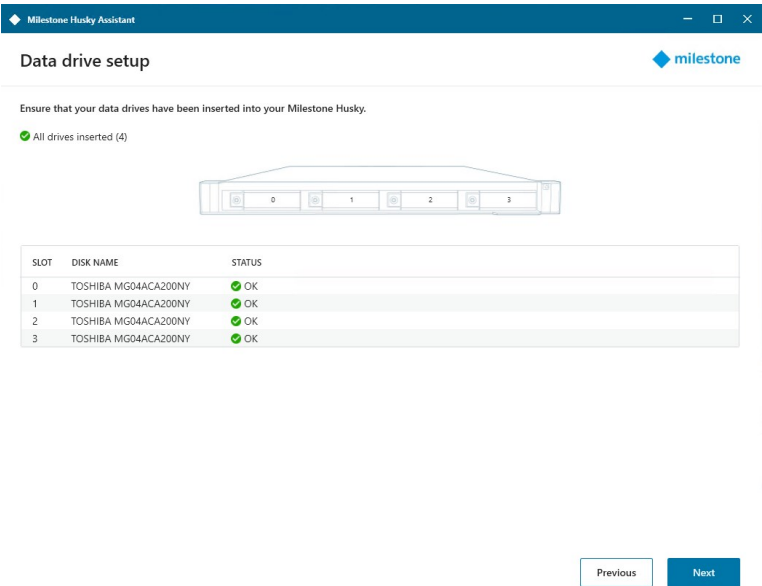 Milestone Husky Assistant
Data drive setup
milestone
Ensure that your data drives have been inserted into your Milestone Husky.
All drives inserted (4)
0 1 2 3
SLOT DISK NAME STATUS
0 TOSHIBA MG04ACA200NY OK
1 TOSHIBA MG04ACA200NY OK
2 TOSHIBA MG04ACA200NY OK
3 TOSHIBA MG04ACA200NY OK
Previous Next